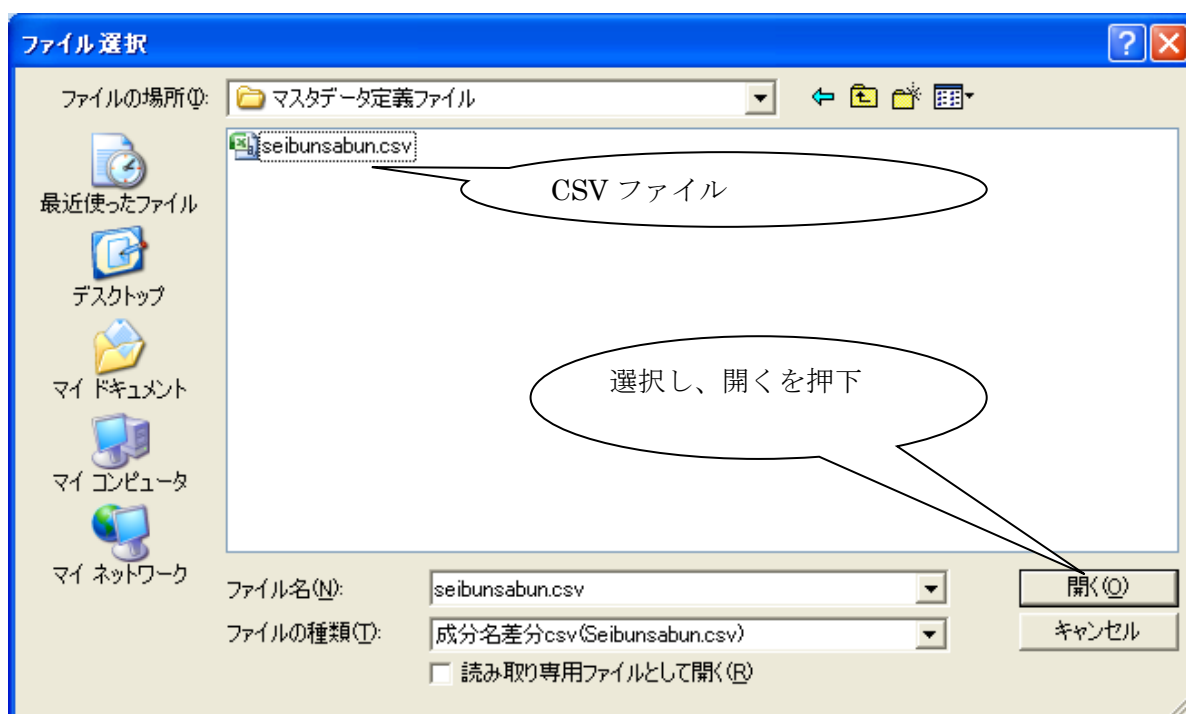 ファイル選択
ファイルの場所(I):
マスタデータ定義ファイル
seibunsabun.csv
CSV ファイル
最近使ったファイル
デスクトップ
選択し、開くを押下
マイ ドキュメント
マイ コンピュータ
マイ ネットワーク
ファイル名(N):
seibunsabun.csv
開く(O)
ファイルの種類(T):
成分名差分csv(Seibunsabun.csv)
キャンセル
読み取り専用ファイルとして開く(R)